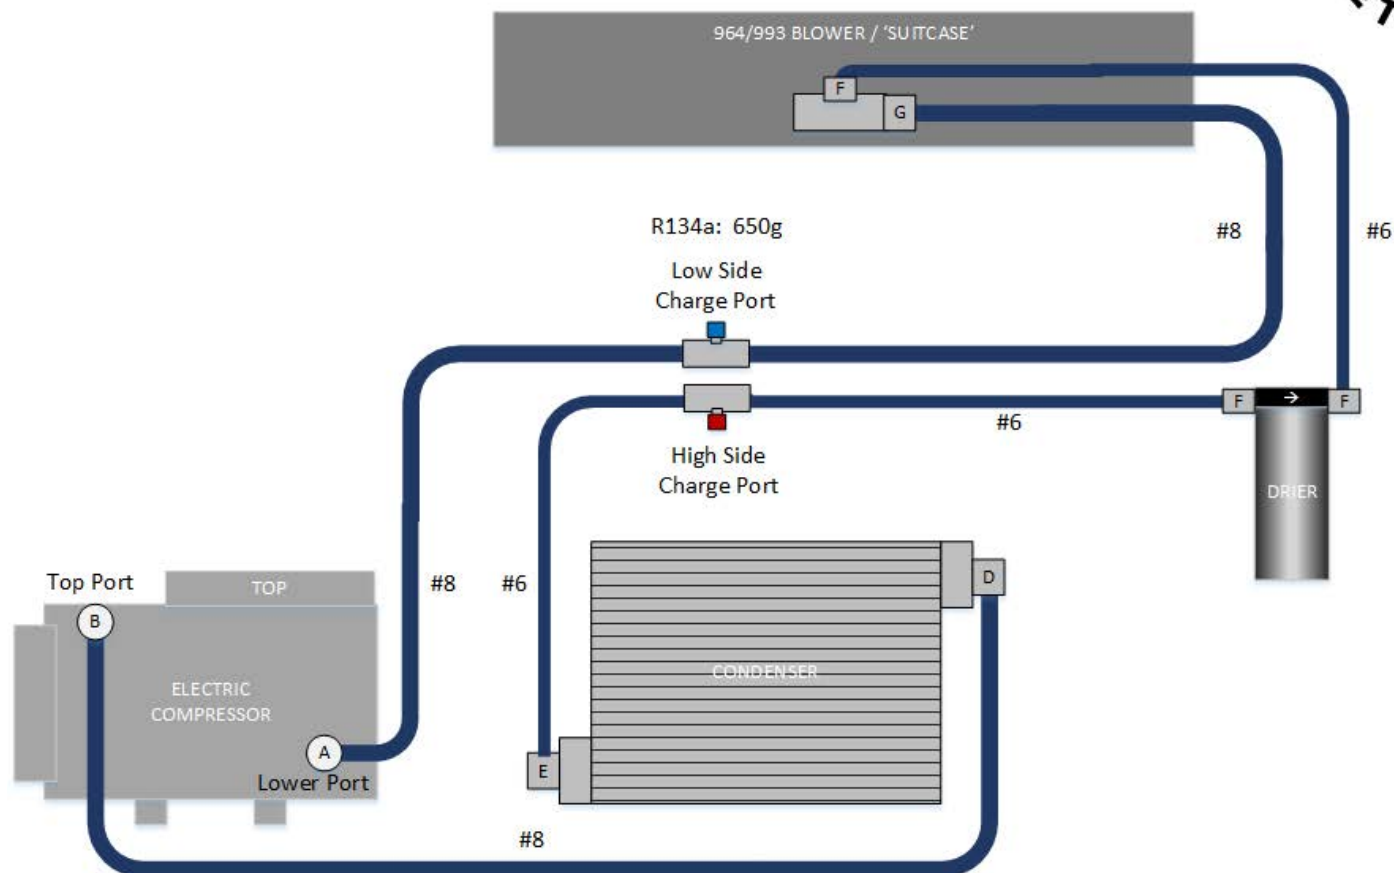 964/993 BLOWER / 'SUITCASE'
F
G
R134a: 650g
#8
#6
Low Side
Charge Port
F
→
F
#6
High Side
Charge Port
DRIER
Top Port
TOP
#8
#6
D
B
CONDENSER
ELECTRIC
COMPRESSOR
A
E
Lower Port
#8